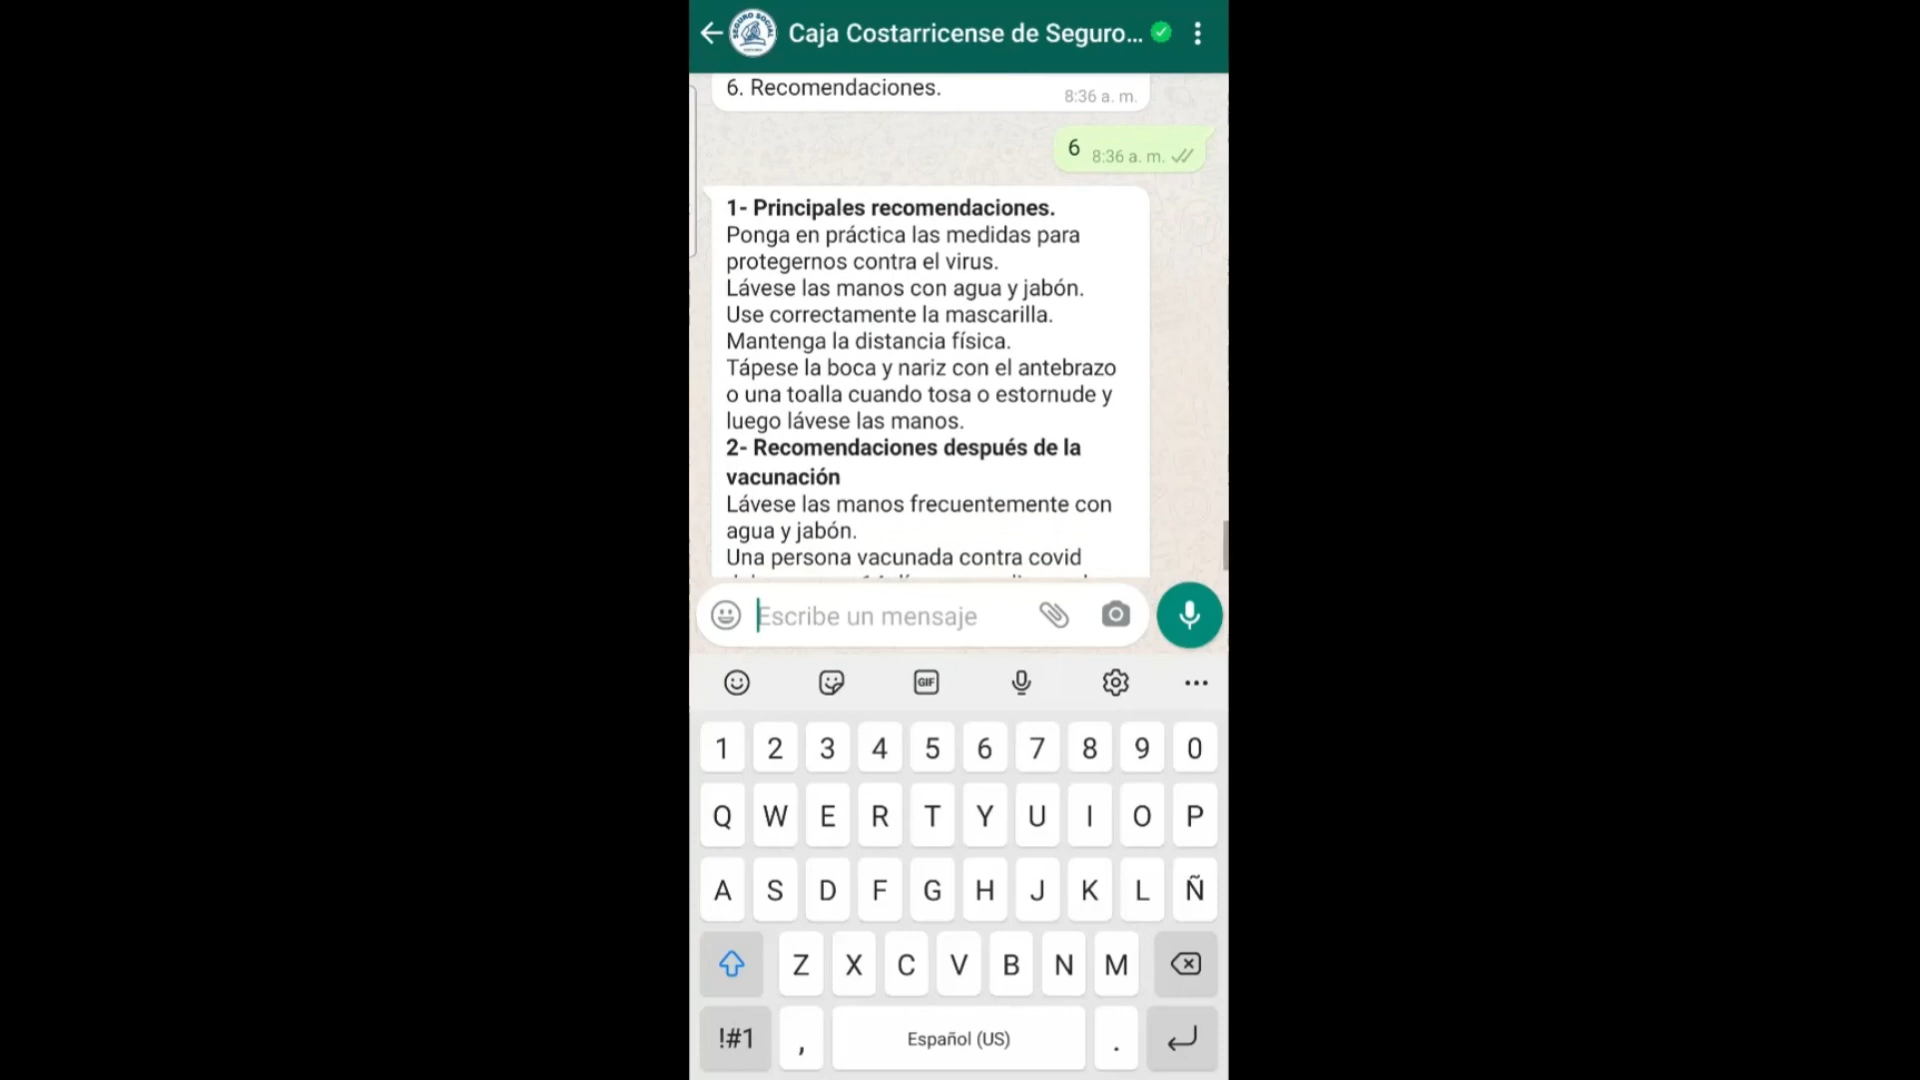 SEGURO SOCIAL
Caja Costarricense de Seguro...
6. Recomendaciones.
8:36 a. m.
6
8:36 a. m.
1- Principales recomendaciones.
Ponga en práctica las medidas para
protegernos contra el virus.
Lávese las manos con agua y jabón.
Use correctamente la mascarilla.
Mantenga la distancia física.
Tápese la boca y nariz con el antebrazo
o una toalla cuando tosa o estornude y
luego lávese las manos.
2- Recomendaciones después de la
vacunación
Lávese las manos frecuentemente con
agua y jabón.
Una persona vacunada contra covid
Escribe un mensaje
GIF
1 2 3 4 5 6 7 8 9 0
Q W E R T Y U I O P
A S D F G H J K L Ñ
Z X C V B N M
!#1 , Español (US) .